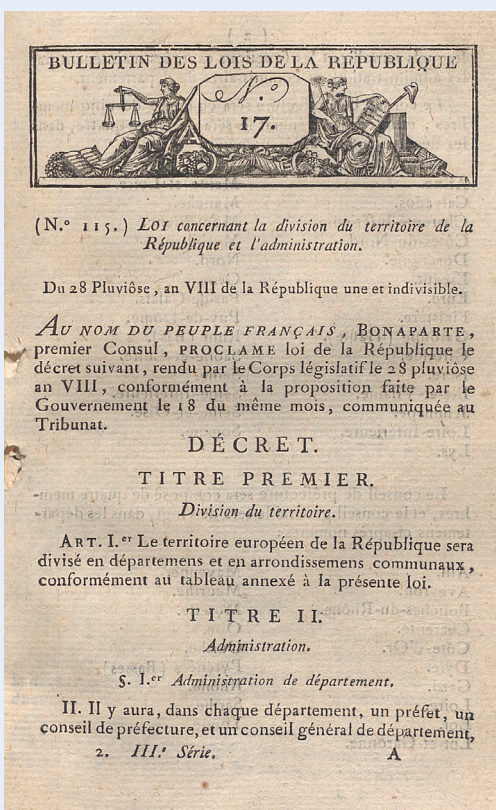 BULLETIN DES LOIS DE LA RÉPUBLIQUE
N.º
17.
(N.º 115.) LOI concernant la division du territoire de la
République et l'administration.
Du 28 Pluviôse, an VIII de la République une et indivisible.
AU NOM DU PEUPLE FRANÇAIS, BONAPARTE,
premier Consul, PROCLAME loi de la République le
décret suivant, rendu par le Corps législatif le 28 pluviôse
an VIII, conformément à la proposition faite par le
Gouvernement le 18 du même mois, communiquée au
Tribunat.
DÉCRET.
TITRE PREMIER.
Division du territoire.
ART. I.er Le territoire européen de la République sera
divisé en départemens et en arrondissemens communaux,
conformément au tableau annexé à la présente loi.
TITRE II.
Administration.
§. I.er Administration de département.
II. Il y aura, dans chaque département, un préfet, un
conseil de préfecture, et un conseil général de département,
2. III.e Série. A